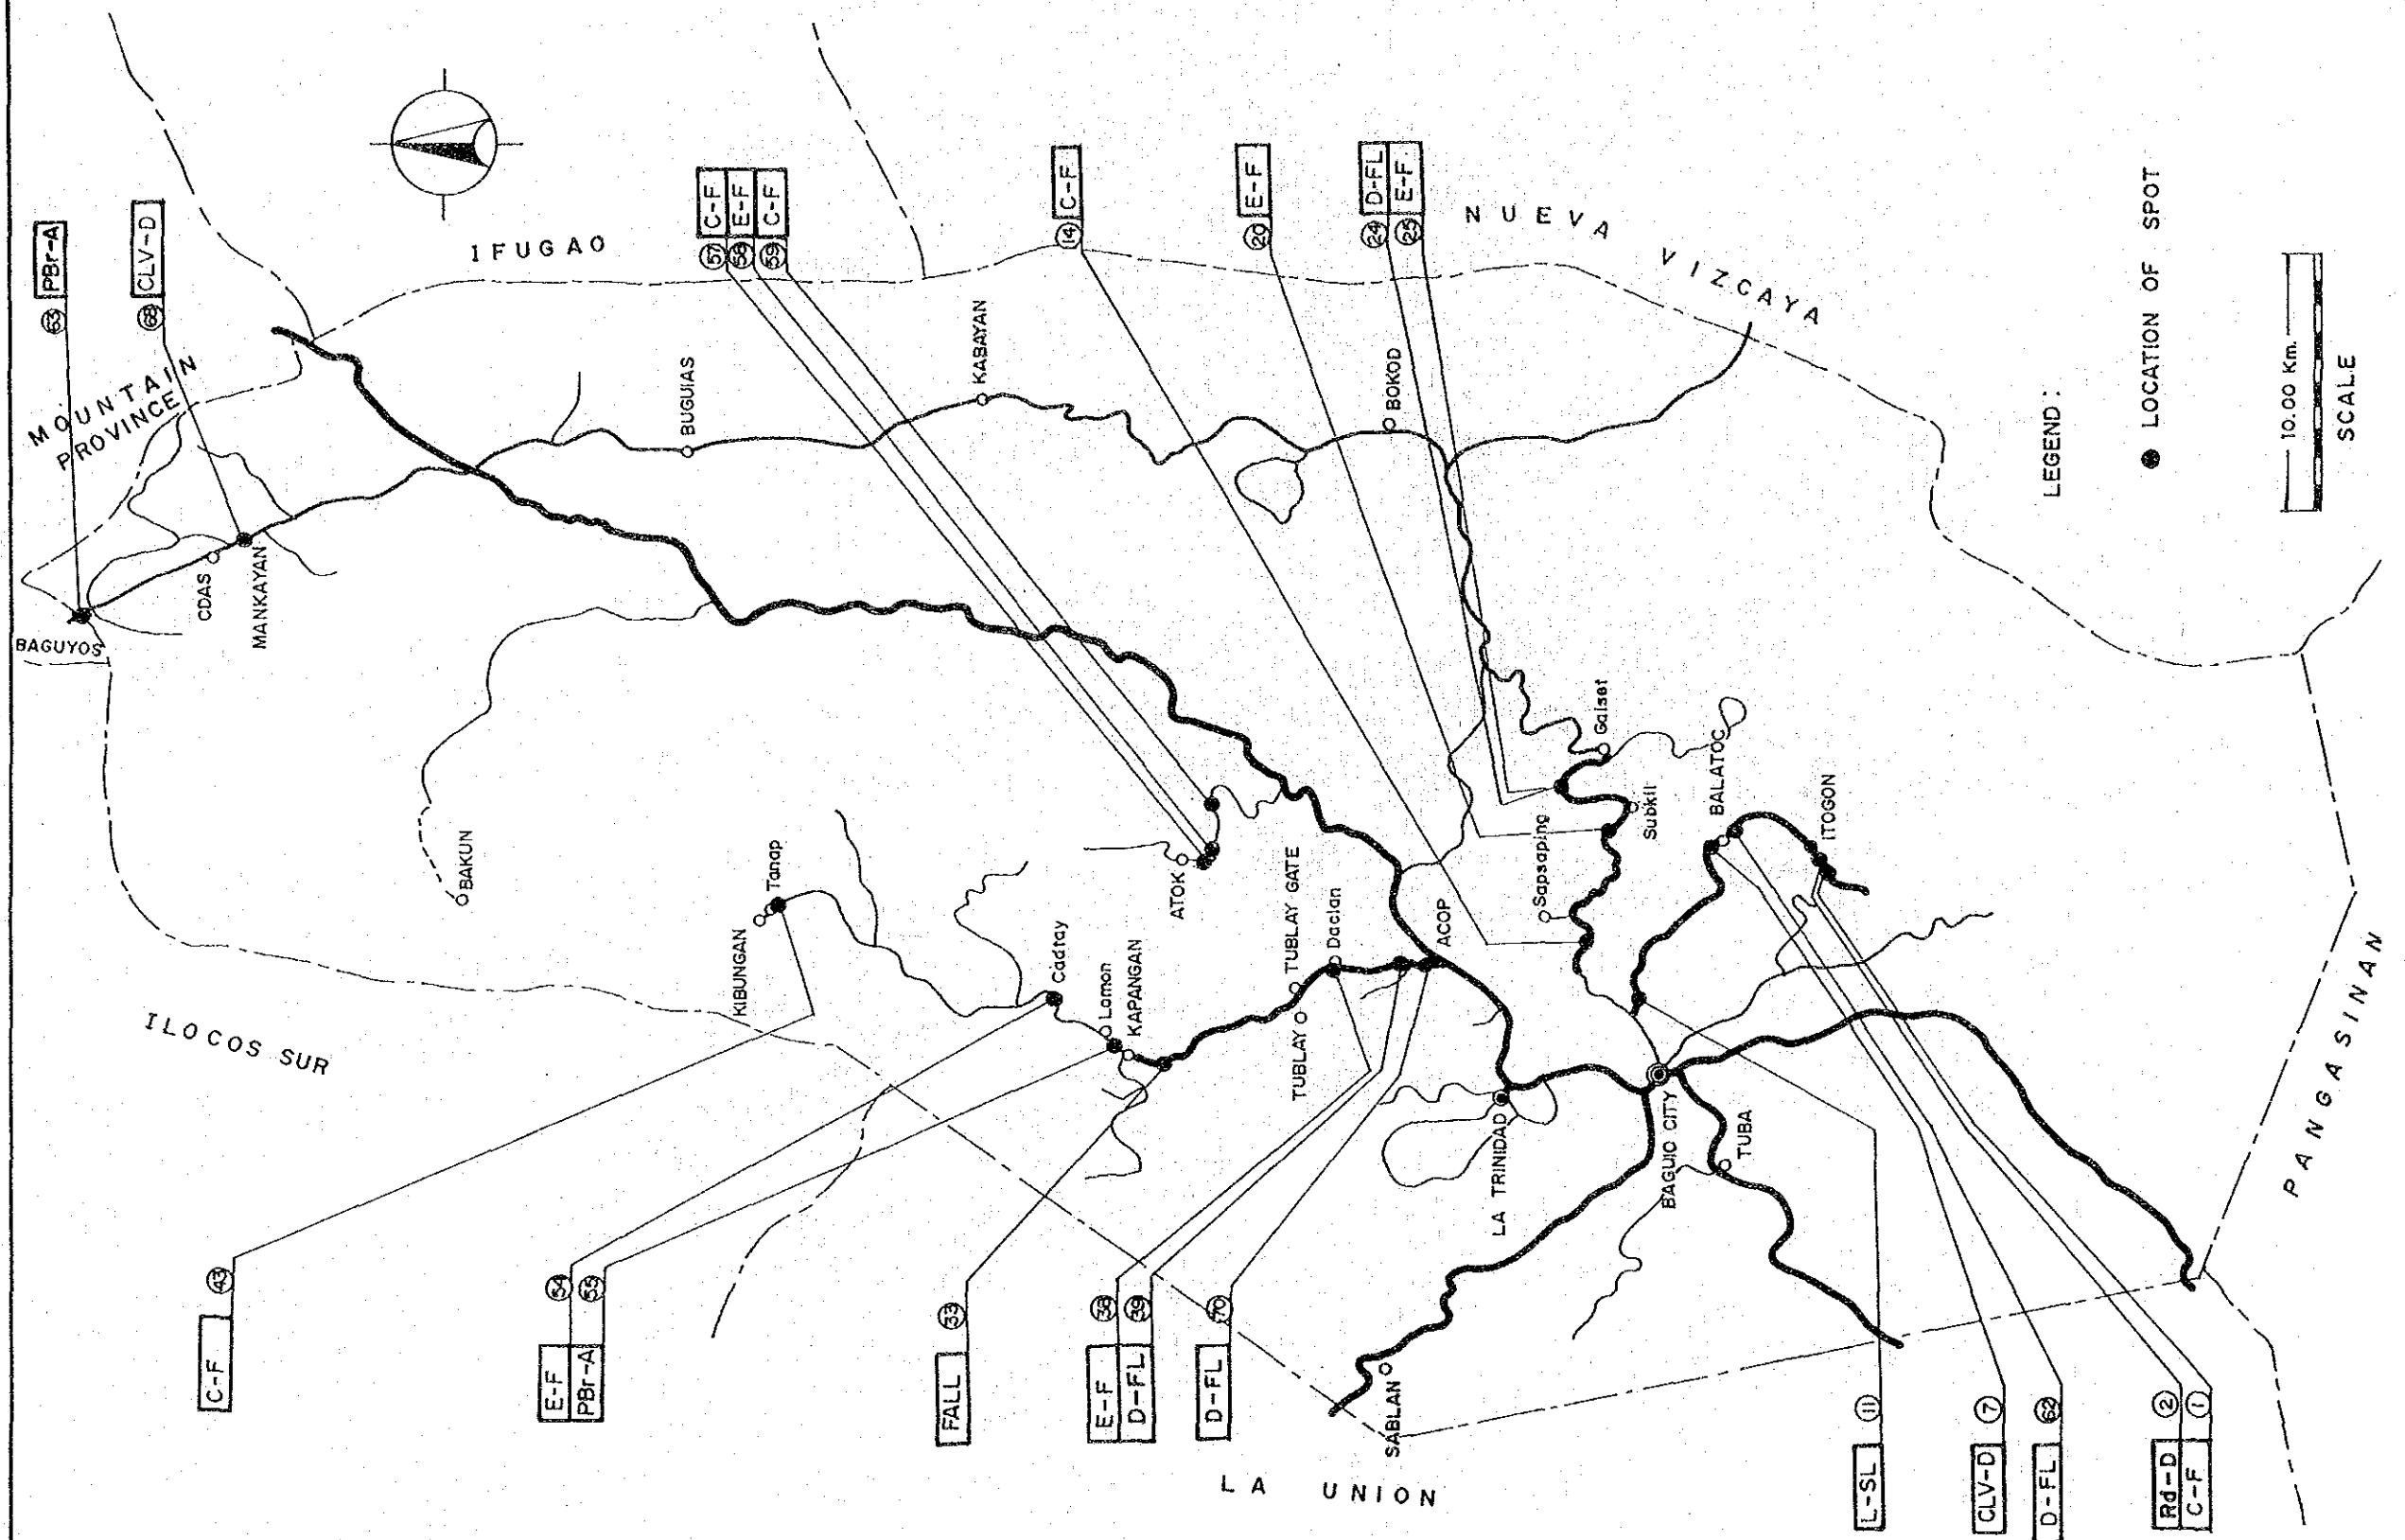 63 PBr-A
68 CLV-D
MOUNTAIN
PROVINCE
IFUGAO
57 C-F
58 E-F
59 C-F
14 C-F
20 E-F
24 D-FL
25 E-F
NUEVA
VIZCAYA
BAGUYOS
CDAS
MANKAYAN
BUGUIAS
KABAYAN
BOKOD
BAKUN
KIBUNGAN
Tanap
ATOK
Cadtay
Lamon
KAPANGAN
TUBLAY
TUBLAY GATE
Daclan
ACOP
Sapsaping
Subkil
Galset
BALATOC
ITOGON
LA TRINIDAD
BAGUIO CITY
TUBA
SABLAN
ILOCOS SUR
LA UNION
PANGASINAN
C-F 43
E-F 54
PBr-A 55
FALL 33
E-F 38
D-FL 39
D-FL 70
L-SL 11
CLV-D 7
D-FL 62
Rd-D 2
C-F 1
LEGEND :
LOCATION OF SPOT
10.00 Km.
SCALE